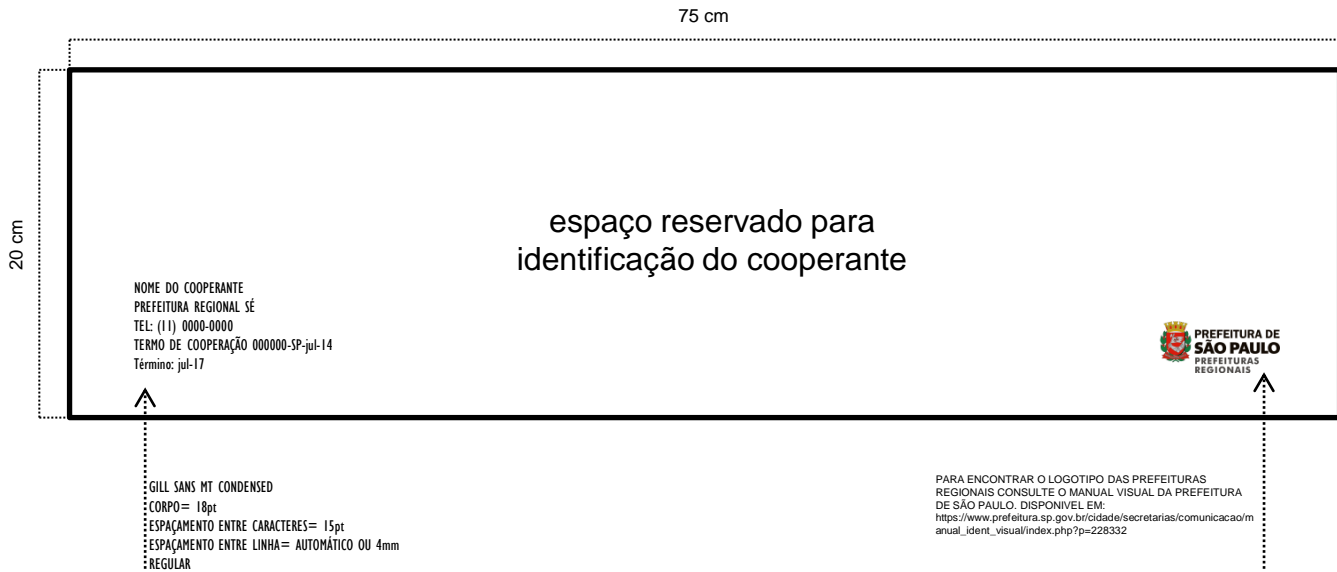 75 cm
20 cm
espaço reservado para
identificação do cooperante
NOME DO COOPERANTE
PREFEITURA REGIONAL SÉ
TEL: (11) 0000-0000
TERMO DE COOPERAÇÃO 000000-SP-jul-14
Término: jul-17
PREFEITURA DE
SÃO PAULO
PREFEITURAS
REGIONAIS
GILL SANS MT CONDENSED
CORPO= 18pt
ESPAÇAMENTO ENTRE CARACTERES= 15pt
ESPAÇAMENTO ENTRE LINHA= AUTOMÁTICO OU 4mm
REGULAR
PARA ENCONTRAR O LOGOTIPO DAS PREFEITURAS
REGIONAIS CONSULTE O MANUAL VISUAL DA PREFEITURA
DE SÃO PAULO. DISPONIVEL EM:
https://www.prefeitura.sp.gov.br/cidade/secretarias/comunicacao/m
anual_ident_visual/index.php?p=228332